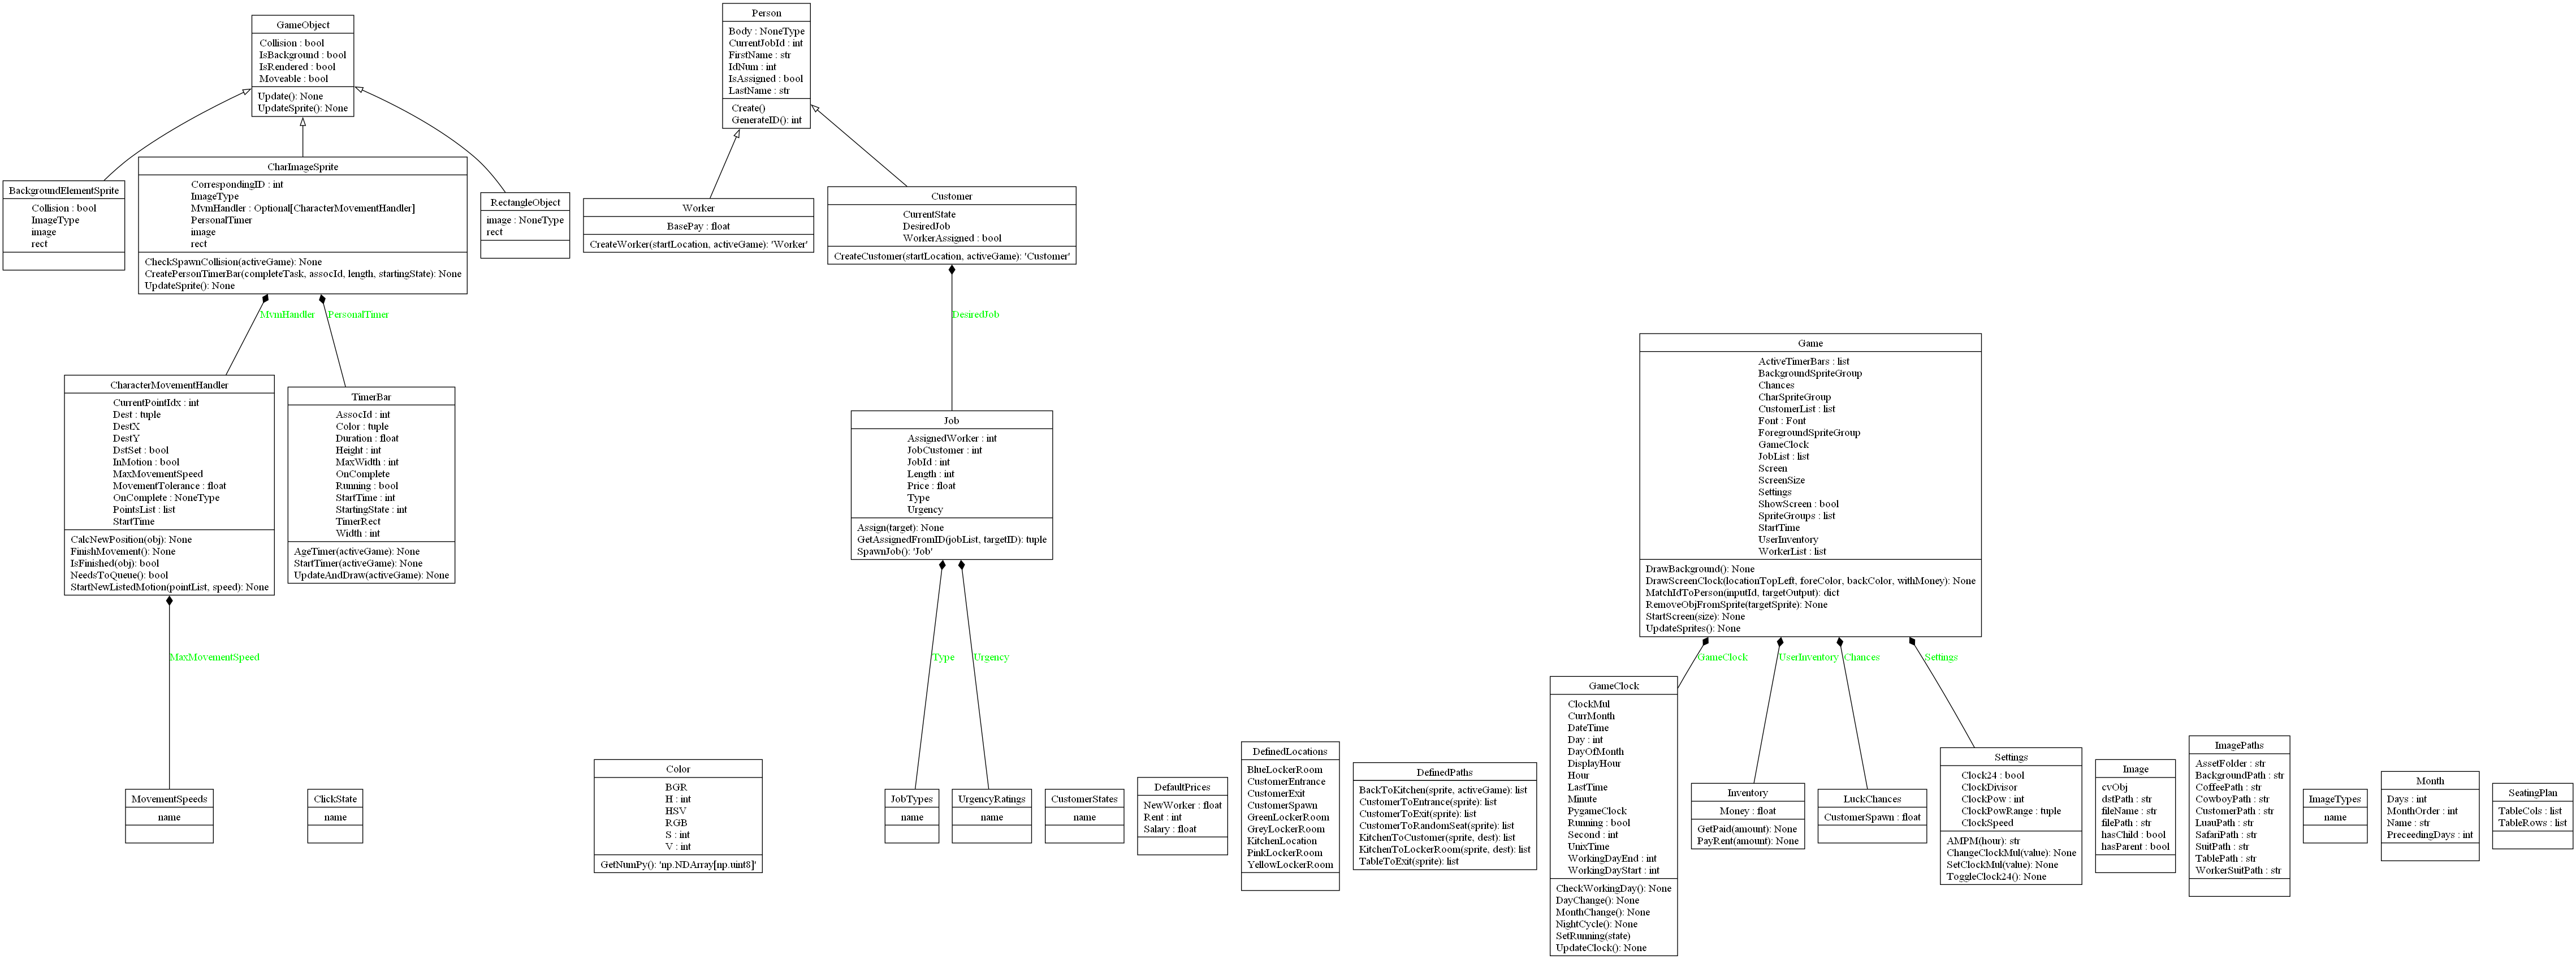 GameObject
Collision : bool
IsBackground : bool
IsRendered : bool
Moveable : bool
Update(): None
UpdateSprite(): None
Person
Body : NoneType
CurrentJobId : int
FirstName : str
IdNum : int
IsAssigned : bool
LastName : str
Create()
GenerateID(): int
BackgroundElementSprite
Collision : bool
ImageType
image
rect
CharImageSprite
CorrespondingID : int
ImageType
MvmHandler : Optional[CharacterMovementHandler]
PersonalTimer
image
rect
CheckSpawnCollision(activeGame): None
CreatePersonTimerBar(completeTask, assocId, length, startingState): None
UpdateSprite(): None
RectangleObject
image : NoneType
rect
Worker
BasePay : float
CreateWorker(startLocation, activeGame): 'Worker'
Customer
CurrentState
DesiredJob
WorkerAssigned : bool
CreateCustomer(startLocation, activeGame): 'Customer'
MvmHandler
PersonalTimer
DesiredJob
CharacterMovementHandler
CurrentPointIdx : int
Dest : tuple
DestX
DestY
DstSet : bool
InMotion : bool
MaxMovementSpeed
MovementTolerance : float
OnComplete : NoneType
PointsList : list
StartTime
CalcNewPosition(obj): None
FinishMovement(): None
IsFinished(obj): bool
NeedsToQueue(): bool
StartNewListedMotion(pointList, speed): None
TimerBar
AssocId : int
Color : tuple
Duration : float
Height : int
MaxWidth : int
OnComplete
Running : bool
StartTime : int
StartingState : int
TimerRect
Width : int
AgeTimer(activeGame): None
StartTimer(activeGame): None
UpdateAndDraw(activeGame): None
Job
AssignedWorker : int
JobCustomer : int
JobId : int
Length : int
Price : float
Type
Urgency
Assign(target): None
GetAssignedFromID(jobList, targetID): tuple
SpawnJob(): 'Job'
Game
ActiveTimerBars : list
BackgroundSpriteGroup
Chances
CharSpriteGroup
CustomerList : list
Font : Font
ForegroundSpriteGroup
GameClock
JobList : list
Screen
ScreenSize
Settings
ShowScreen : bool
SpriteGroups : list
StartTime
UserInventory
WorkerList : list
DrawBackground(): None
DrawScreenClock(locationTopLeft, foreColor, backColor, withMoney): None
MatchIdToPerson(inputId, targetOutput): dict
RemoveObjFromSprite(targetSprite): None
StartScreen(size): None
UpdateSprites(): None
MaxMovementSpeed
Type
Urgency
GameClock
UserInventory
Chances
Settings
MovementSpeeds
name
ClickState
name
Color
BGR
H : int
HSV
RGB
S : int
V : int
GetNumPy(): 'np.NDArray[np.uint8]'
JobTypes
name
UrgencyRatings
name
CustomerStates
name
DefaultPrices
NewWorker : float
Rent : int
Salary : float
DefinedLocations
BlueLockerRoom
CustomerEntrance
CustomerExit
CustomerSpawn
GreenLockerRoom
GreyLockerRoom
KitchenLocation
PinkLockerRoom
YellowLockerRoom
DefinedPaths
BackToKitchen(sprite, activeGame): list
CustomerToEntrance(sprite): list
CustomerToExit(sprite): list
CustomerToRandomSeat(sprite): list
KitchenToCustomer(sprite, dest): list
KitchenToLockerRoom(sprite, dest): list
TableToExit(sprite): list
GameClock
ClockMul
CurrMonth
DateTime
Day : int
DayOfMonth
DisplayHour
Hour
LastTime
Minute
PygameClock
Running : bool
Second : int
UnixTime
WorkingDayEnd : int
WorkingDayStart : int
CheckWorkingDay(): None
DayChange(): None
MonthChange(): None
NightCycle(): None
SetRunning(state)
UpdateClock(): None
Inventory
Money : float
GetPaid(amount): None
PayRent(amount): None
LuckChances
CustomerSpawn : float
Settings
Clock24 : bool
ClockDivisor
ClockPow : int
ClockPowRange : tuple
ClockSpeed
AMPM(hour): str
ChangeClockMul(value): None
SetClockMul(value): None
ToggleClock24(): None
Image
cvObj
dstPath : str
fileName : str
filePath : str
hasChild : bool
hasParent : bool
ImagePaths
AssetFolder : str
BackgroundPath : str
CoffeePath : str
CowboyPath : str
CustomerPath : str
LuauPath : str
SafariPath : str
SuitPath : str
TablePath : str
WorkerSuitPath : str
ImageTypes
name
Month
Days : int
MonthOrder : int
Name : str
PreceedingDays : int
SeatingPlan
TableCols : list
TableRows : list